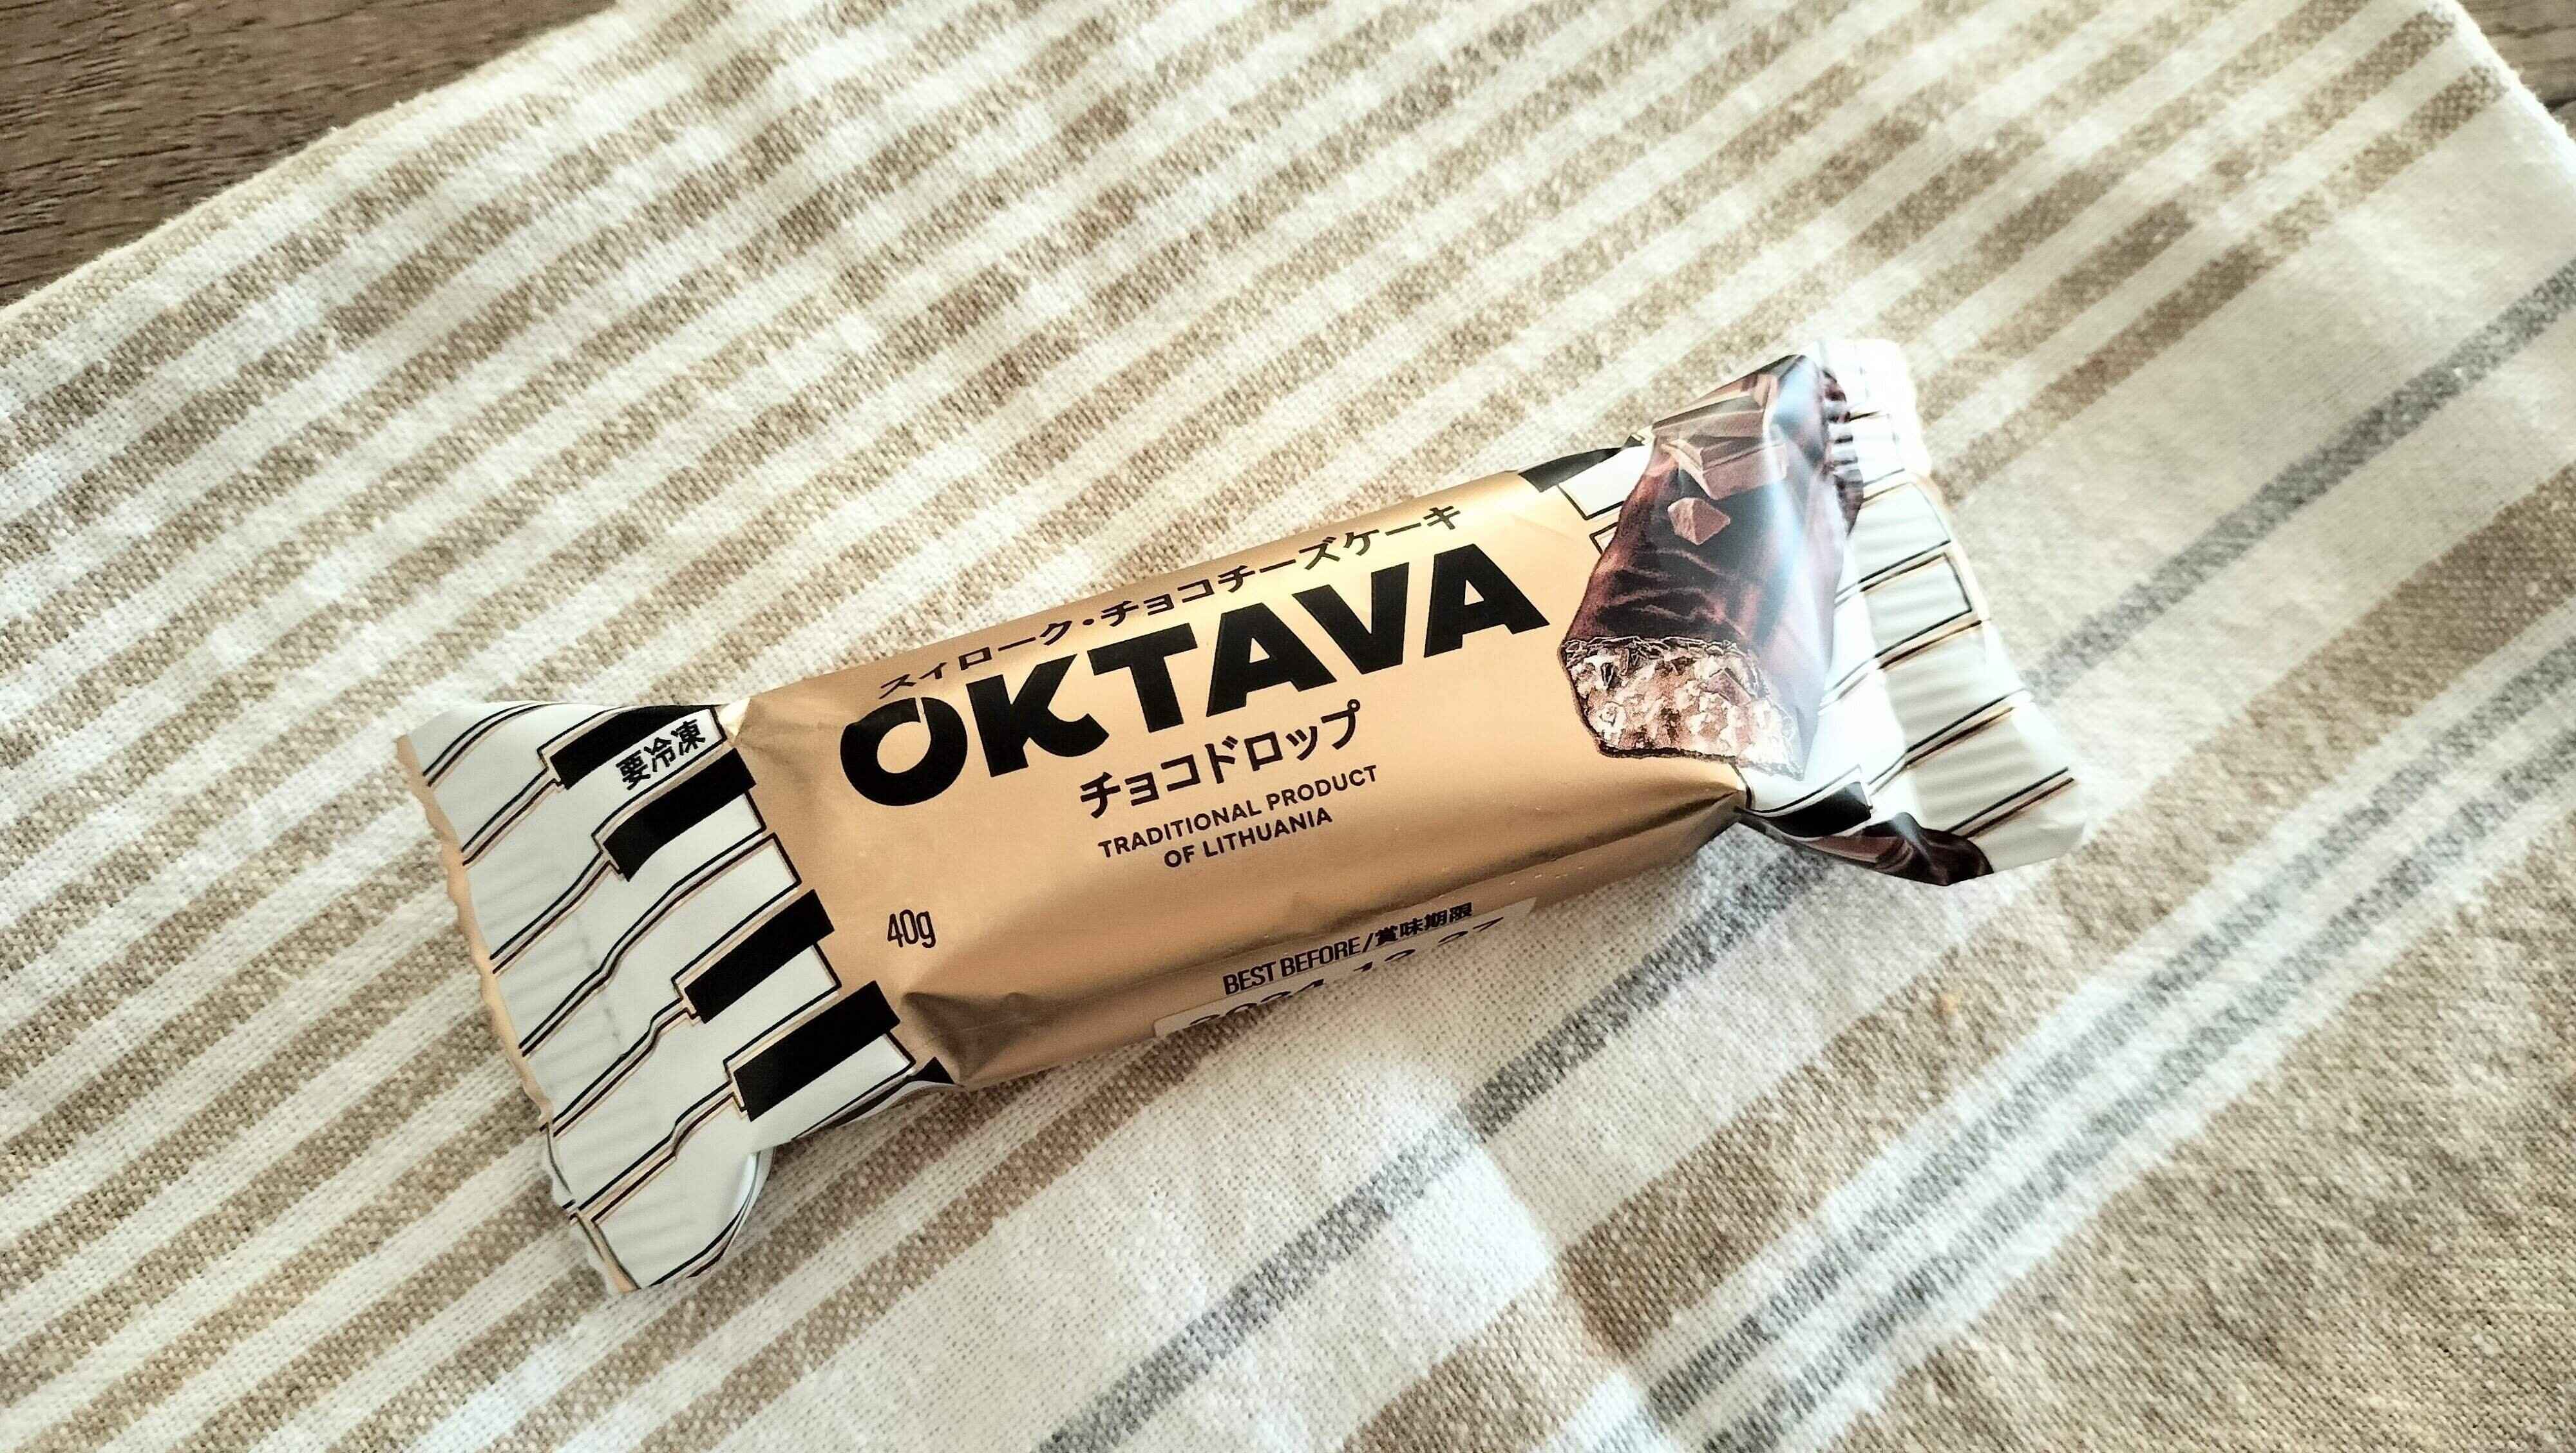 スィローク・チョコチーズケーキ
OKTAVA
チョコドロップ
TRADITIONAL PRODUCT
OF LITHUANIA
要冷凍
40g
BEST BEFORE/賞味期限